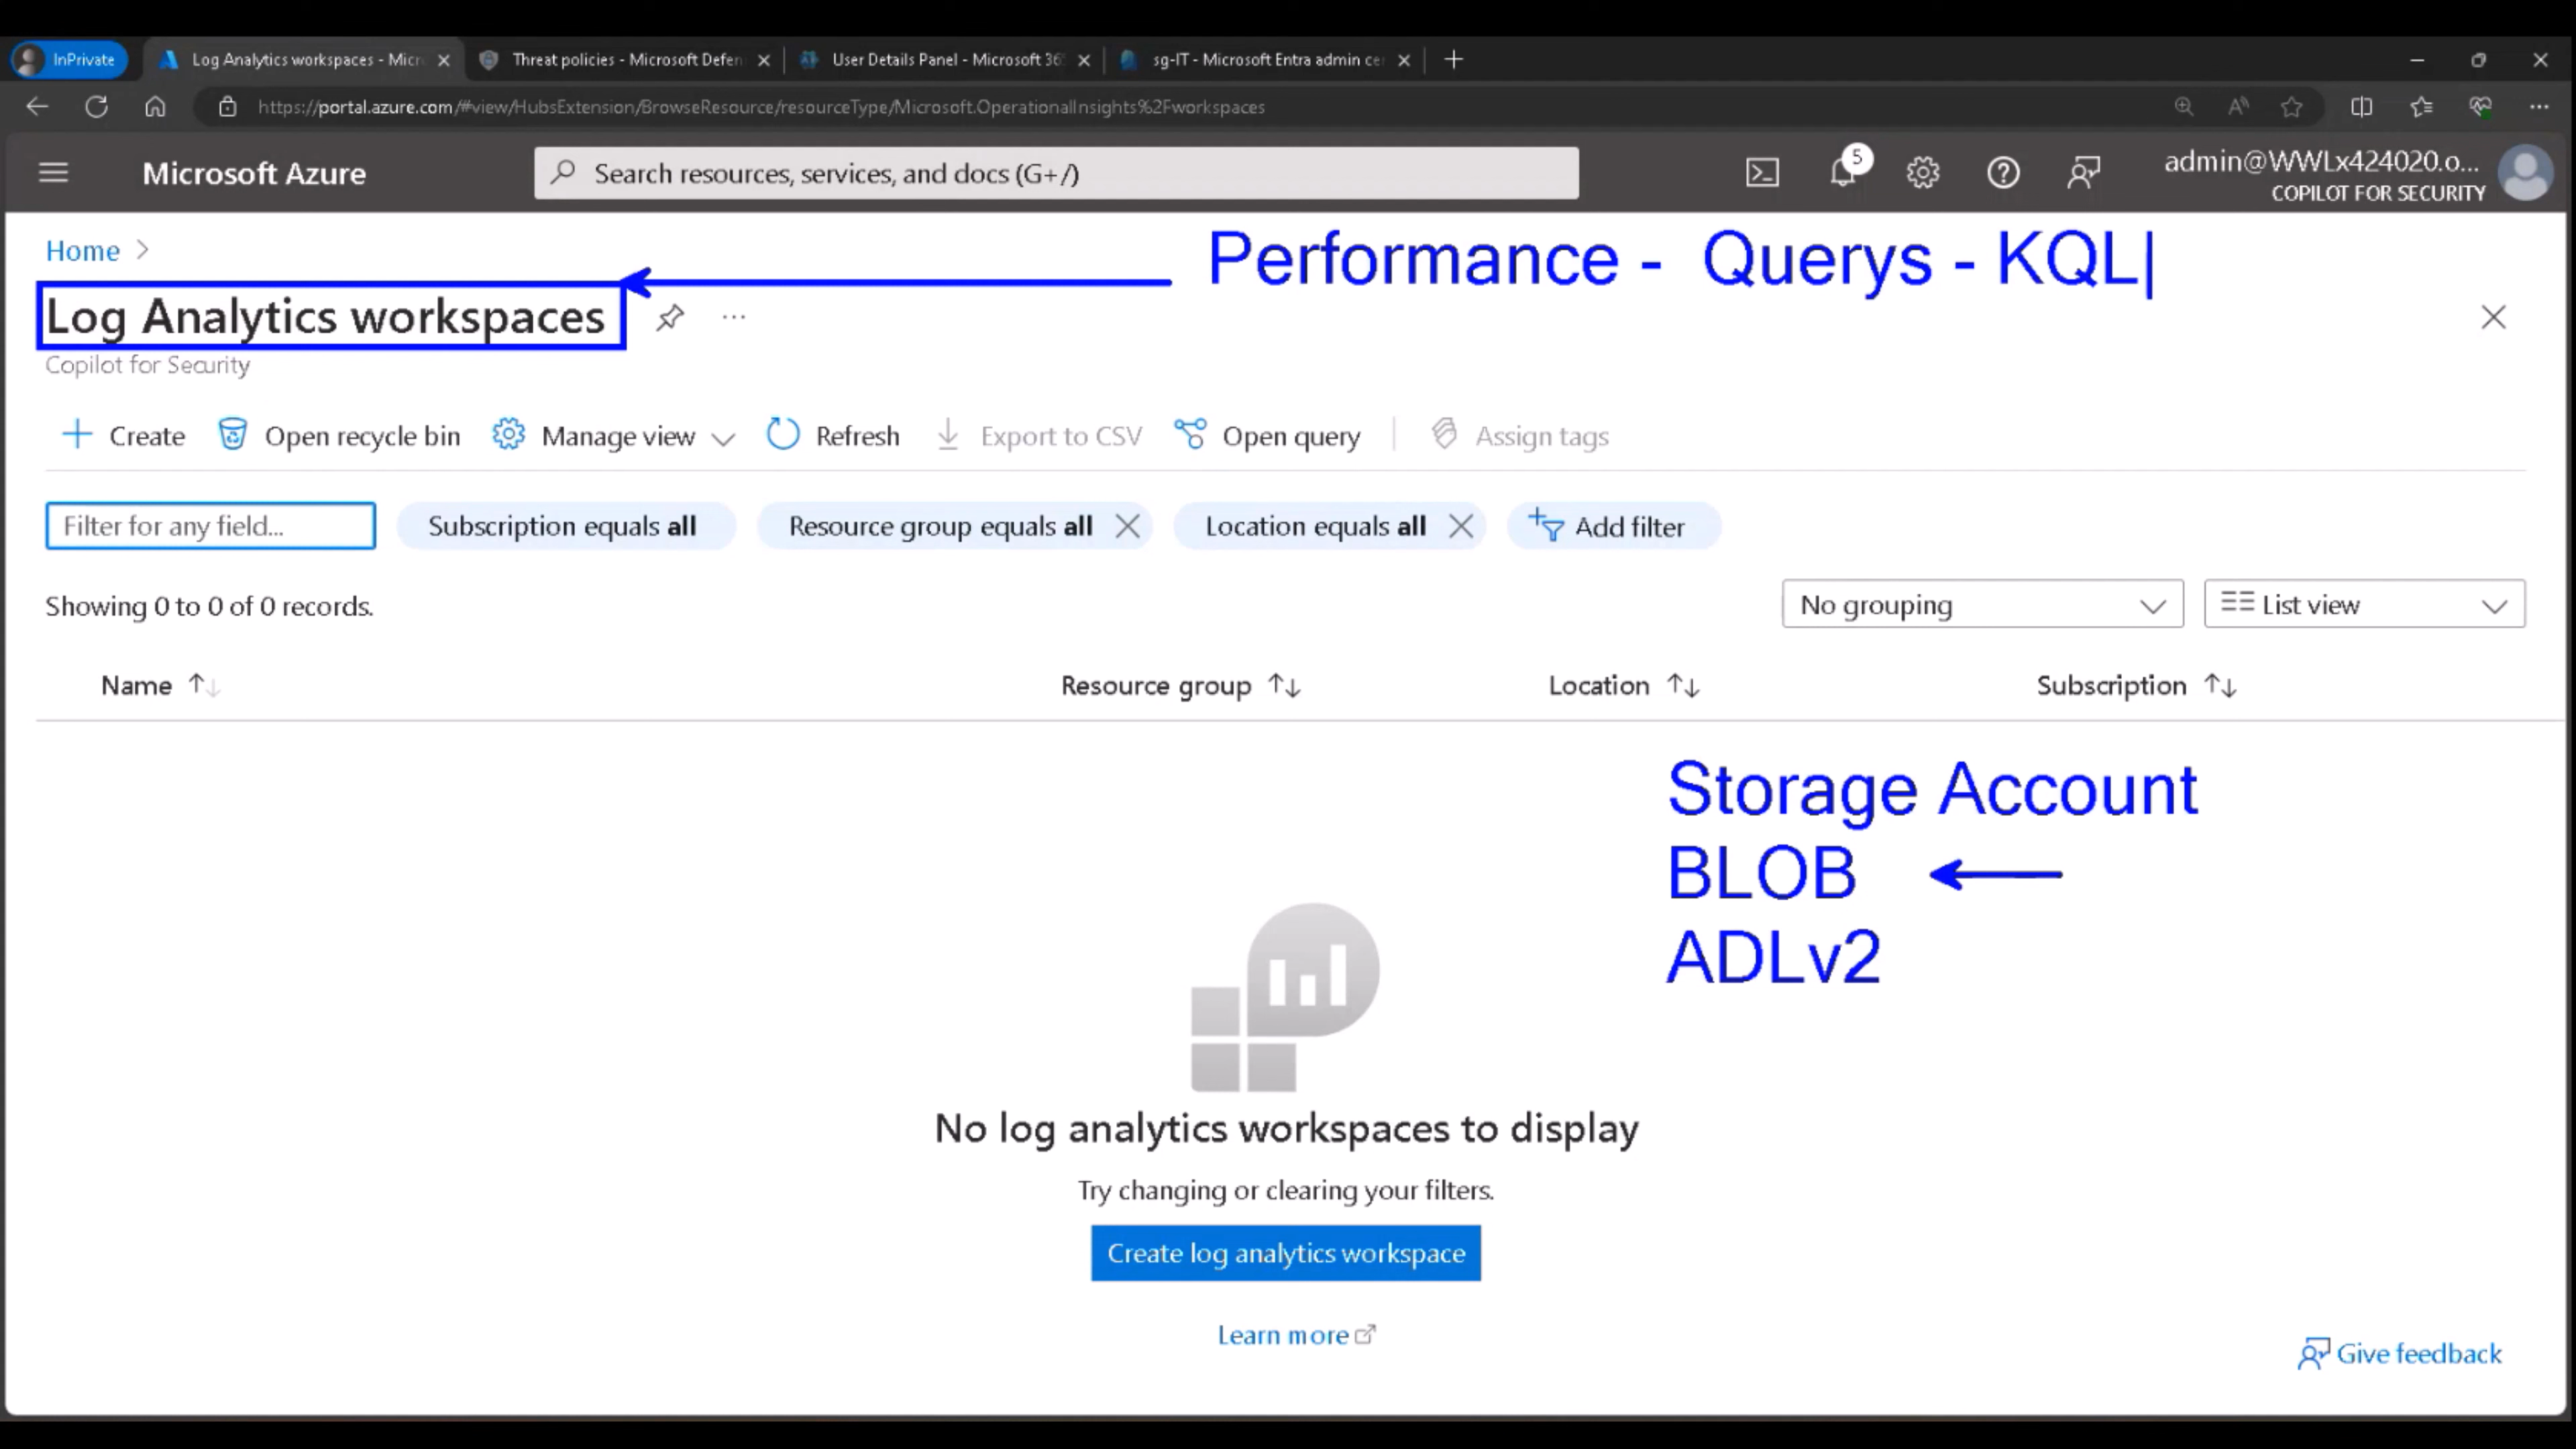 InPrivate
Log Analytics workspaces - Micr
Threat policies - Microsoft Defen
User Details Panel - Microsoft 36
sg-IT - Microsoft Entra admin ce
https://portal.azure.com/#view/HubsExtension/BrowseResource/resourceType/Microsoft.OperationalInsights%2Fworkspaces
Microsoft Azure
Search resources, services, and docs (G+/)
5
admin@WWLx424020.o...
COPILOT FOR SECURITY
Home
Performance - Querys - KQL
Log Analytics workspaces
...
Copilot for Security
Create
Open recycle bin
Manage view
Refresh
Export to CSV
Open query
Assign tags
Filter for any field...
Subscription equals all
Resource group equals all
Location equals all
Add filter
Showing 0 to 0 of 0 records.
No grouping
List view
Name
Resource group
Location
Subscription
Storage Account
BLOB
ADLv2
No log analytics workspaces to display
Try changing or clearing your filters.
Create log analytics workspace
Learn more
Give feedback